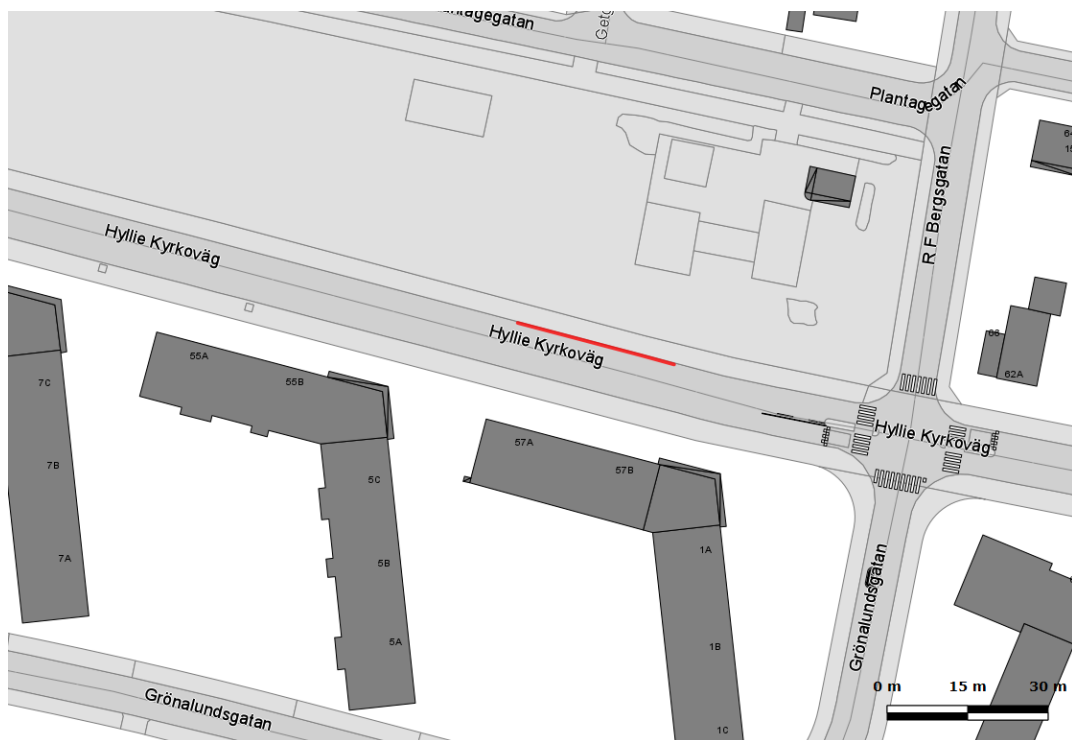 Plantagegatan
Hyllie Kyrkoväg
R F Bergsgatan
Hyllie Kyrkoväg
66
62A
55A
55B
7C
57A
Hyllie Kyrkoväg
7B
57B
5C
7A
5B
1A
5A
Grönalundsgatan
1B
Grönalundsgatan
0 m 15 m 30 m
1C